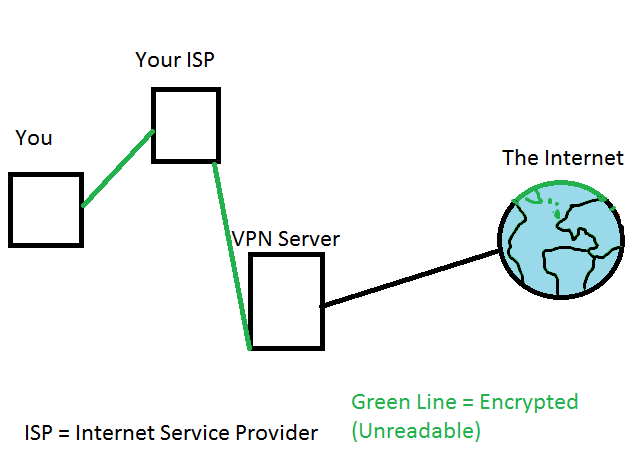 Your ISP
You
The Internet
VPN Server
Green Line = Encrypted
(Unreadable)
ISP = Internet Service Provider